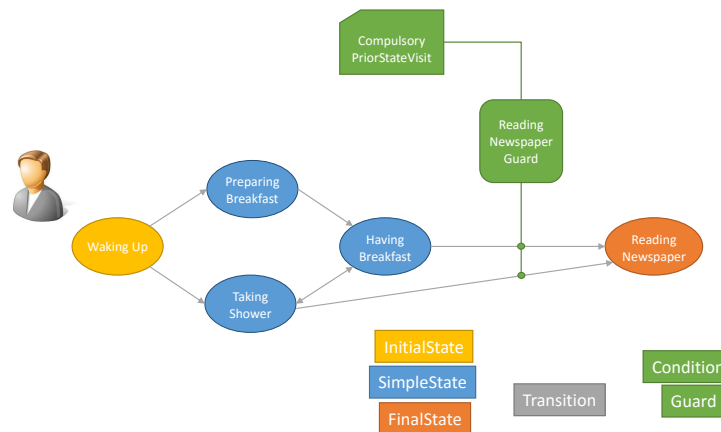 Compulsory
PriorStateVisit
Reading
Newspaper
Guard
Preparing
Breakfast
Waking Up
Having
Breakfast
Reading
Newspaper
Taking
Shower
InitialState
SimpleState
FinalState
Transition
Condition
Guard